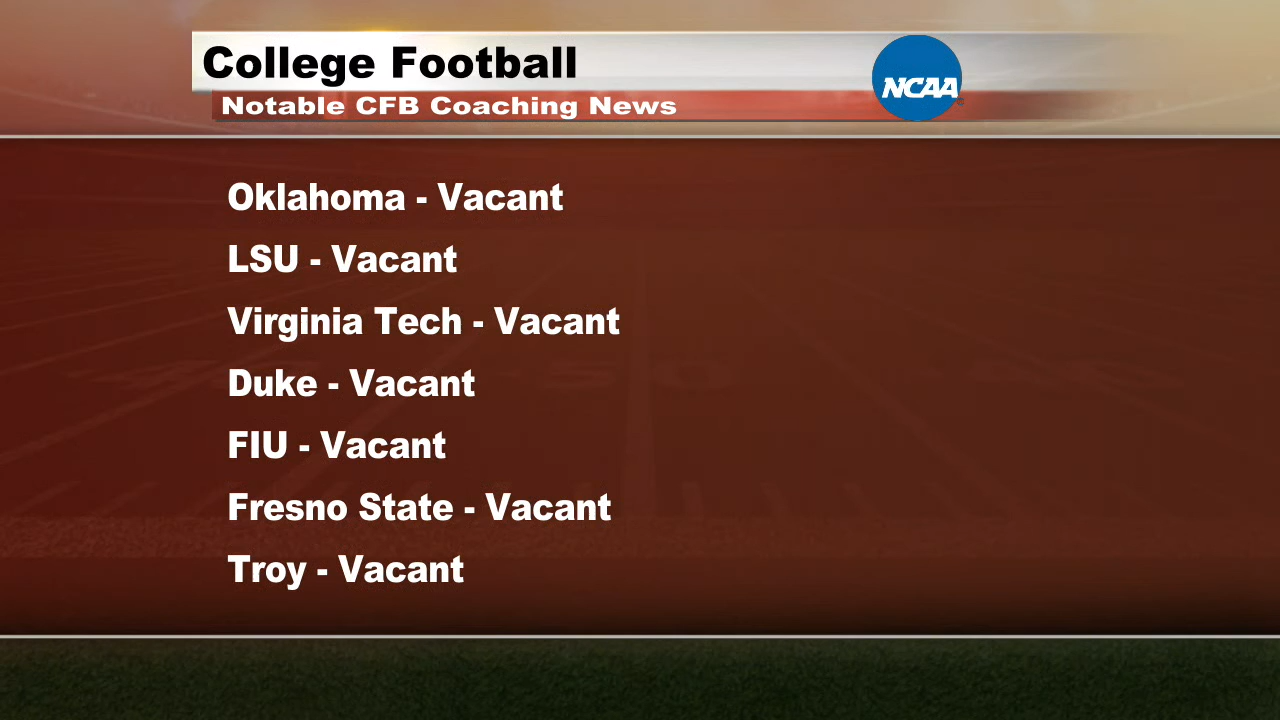 College Football
NCAA
Notable CFB Coaching News
Oklahoma - Vacant
LSU - Vacant
Virginia Tech - Vacant
Duke - Vacant
FIU - Vacant
Fresno State - Vacant
Troy - Vacant